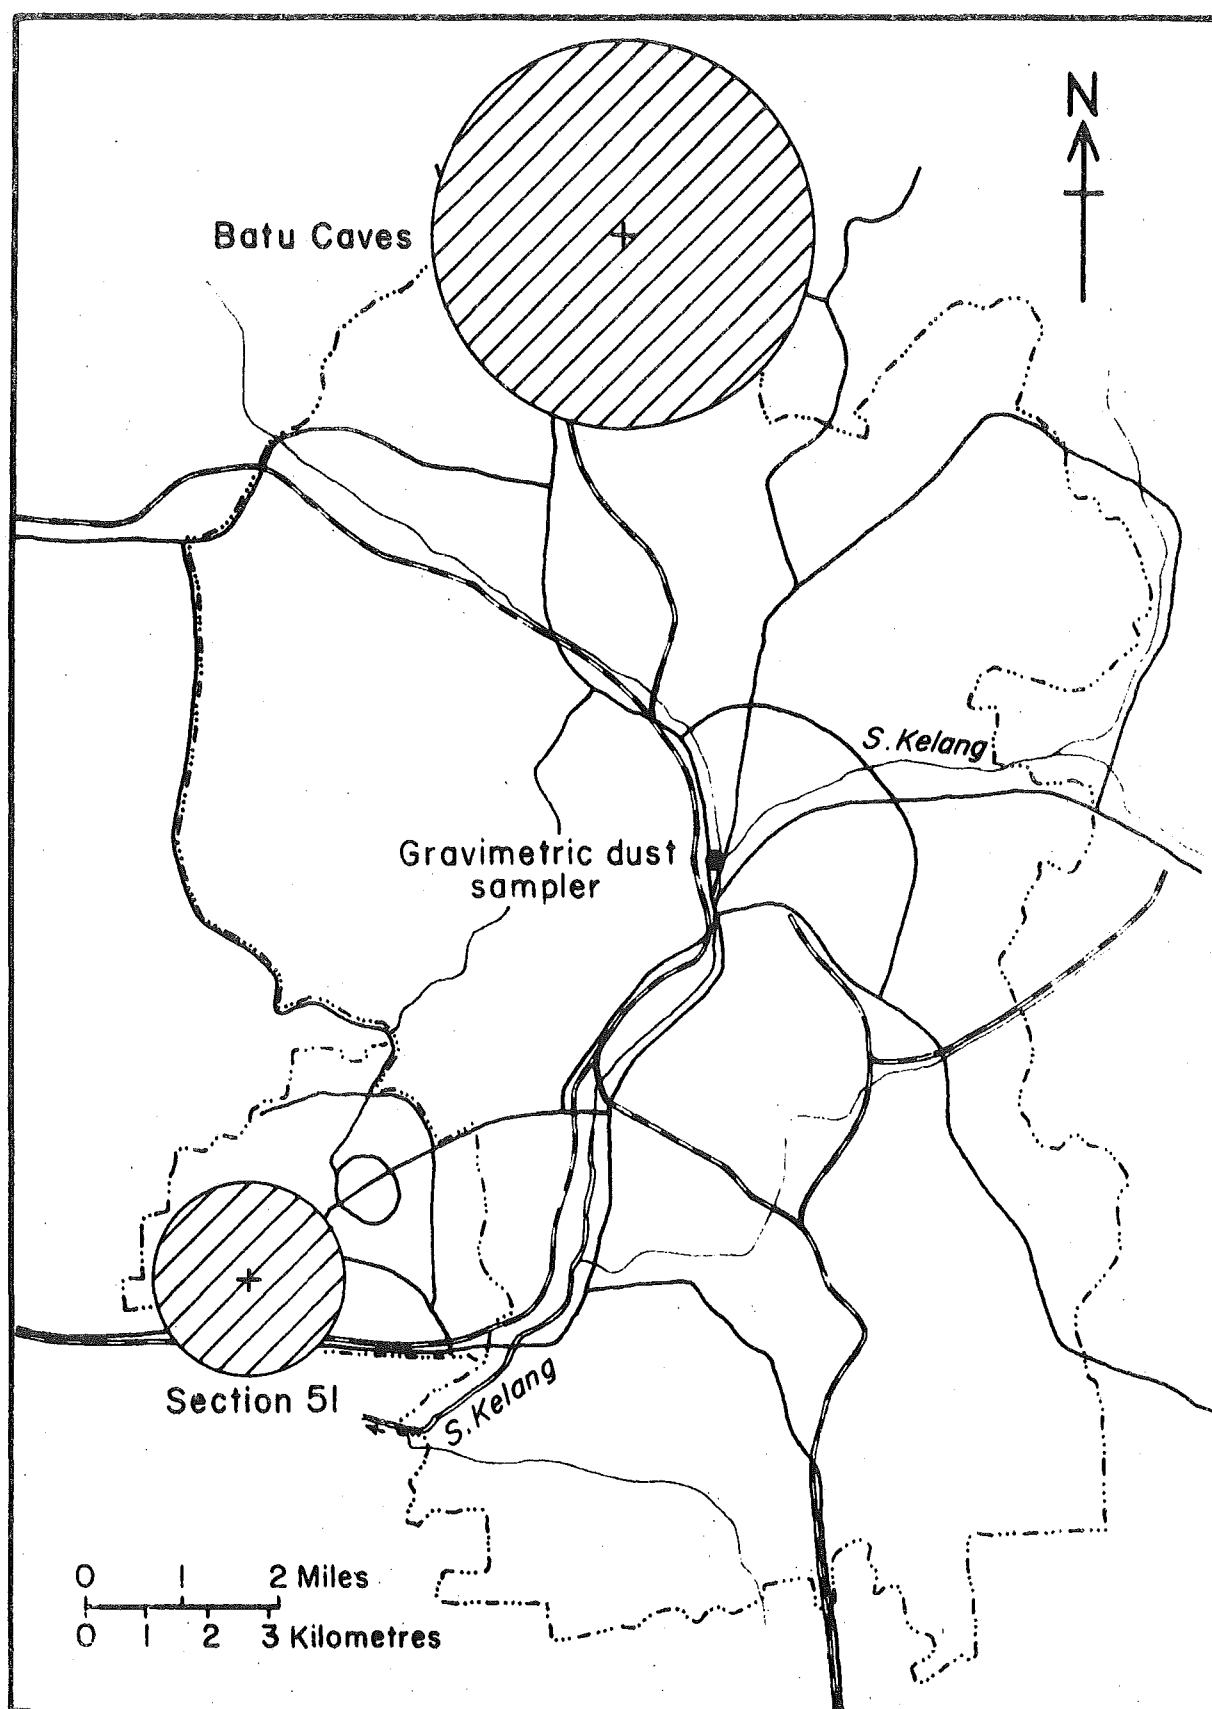 N
Batu Caves
S. Kelang
Gravimetric dust
sampler
Section 51
S. Kelang
0 1 2 Miles
0 1 2 3 Kilometres